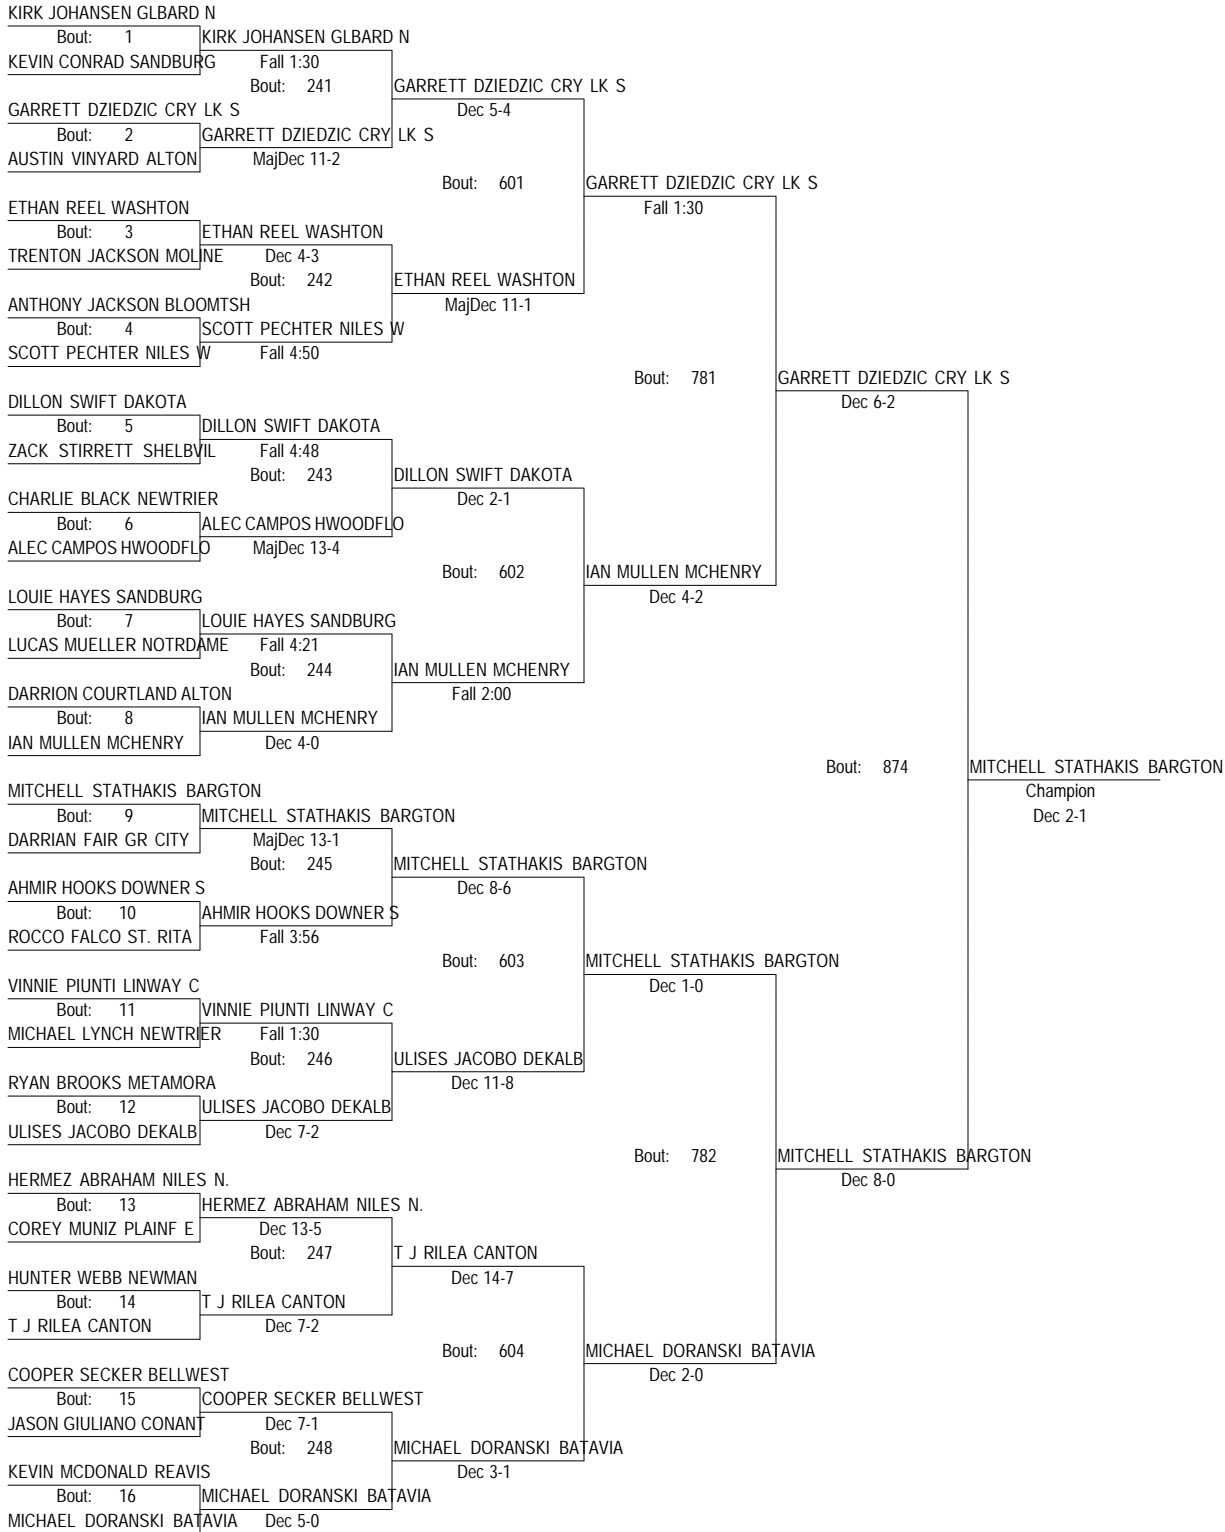 KIRK JOHANSEN GLBARD N
Bout: 1 KIRK JOHANSEN GLBARD N
KEVIN CONRAD SANDBURG Fall 1:30
Bout: 241 GARRETT DZIEDZIC CRY LK S
GARRETT DZIEDZIC CRY LK S Dec 5-4
Bout: 2 GARRETT DZIEDZIC CRY LK S
AUSTIN VINYARD ALTON MajDec 11-2
Bout: 601 GARRETT DZIEDZIC CRY LK S
ETHAN REEL WASHTON Fall 1:30
Bout: 3 ETHAN REEL WASHTON
TRENTON JACKSON MOLINE Dec 4-3
Bout: 242 ETHAN REEL WASHTON
ANTHONY JACKSON BLOOMTSH MajDec 11-1
Bout: 4 SCOTT PECHTER NILES W
SCOTT PECHTER NILES W Fall 4:50
Bout: 781 GARRETT DZIEDZIC CRY LK S
DILLON SWIFT DAKOTA Dec 6-2
Bout: 5 DILLON SWIFT DAKOTA
ZACK STIRRETT SHELBVIL Fall 4:48
Bout: 243 DILLON SWIFT DAKOTA
CHARLIE BLACK NEWTRIER Dec 2-1
Bout: 6 ALEC CAMPOS HWOODFLO
ALEC CAMPOS HWOODFLO MajDec 13-4
Bout: 602 IAN MULLEN MCHENRY
LOUIE HAYES SANDBURG Dec 4-2
Bout: 7 LOUIE HAYES SANDBURG
LUCAS MUELLER NOTRDAME Fall 4:21
Bout: 244 IAN MULLEN MCHENRY
DARRION COURTLAND ALTON Fall 2:00
Bout: 8 IAN MULLEN MCHENRY
IAN MULLEN MCHENRY Dec 4-0
Bout: 874 MITCHELL STATHAKIS BARGTON
MITCHELL STATHAKIS BARGTON Champion
Bout: 9 MITCHELL STATHAKIS BARGTON Dec 2-1
DARRIAN FAIR GR CITY MajDec 13-1
Bout: 245 MITCHELL STATHAKIS BARGTON
AHMIR HOOKS DOWNER S Dec 8-6
Bout: 10 AHMIR HOOKS DOWNER S
ROCCO FALCO ST. RITA Fall 3:56
Bout: 603 MITCHELL STATHAKIS BARGTON
VINNIE PIUNTI LINWAY C Dec 1-0
Bout: 11 VINNIE PIUNTI LINWAY C
MICHAEL LYNCH NEWTRIER Fall 1:30
Bout: 246 ULISES JACOBO DEKALB
RYAN BROOKS METAMORA Dec 11-8
Bout: 12 ULISES JACOBO DEKALB
ULISES JACOBO DEKALB Dec 7-2
Bout: 782 MITCHELL STATHAKIS BARGTON
HERMEZ ABRAHAM NILES N. Dec 8-0
Bout: 13 HERMEZ ABRAHAM NILES N.
COREY MUNIZ PLAINF E Dec 13-5
Bout: 247 T J RILEA CANTON
HUNTER WEBB NEWMAN Dec 14-7
Bout: 14 T J RILEA CANTON
T J RILEA CANTON Dec 7-2
Bout: 604 MICHAEL DORANSKI BATAVIA
COOPER SECKER BELLWEST Dec 2-0
Bout: 15 COOPER SECKER BELLWEST
JASON GIULIANO CONANT Dec 7-1
Bout: 248 MICHAEL DORANSKI BATAVIA
KEVIN MCDONALD REAVIS Dec 3-1
Bout: 16 MICHAEL DORANSKI BATAVIA
MICHAEL DORANSKI BATAVIA Dec 5-0